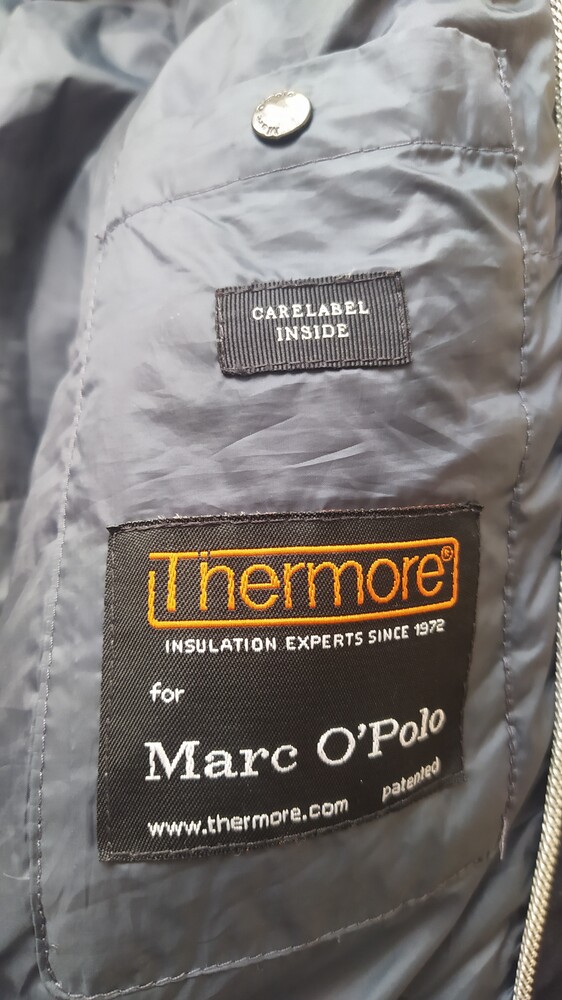 CARELABEL
INSIDE
Thermore®
INSULATION EXPERTS SINCE 1972
for
Marc O'Polo
www.thermore.com patented